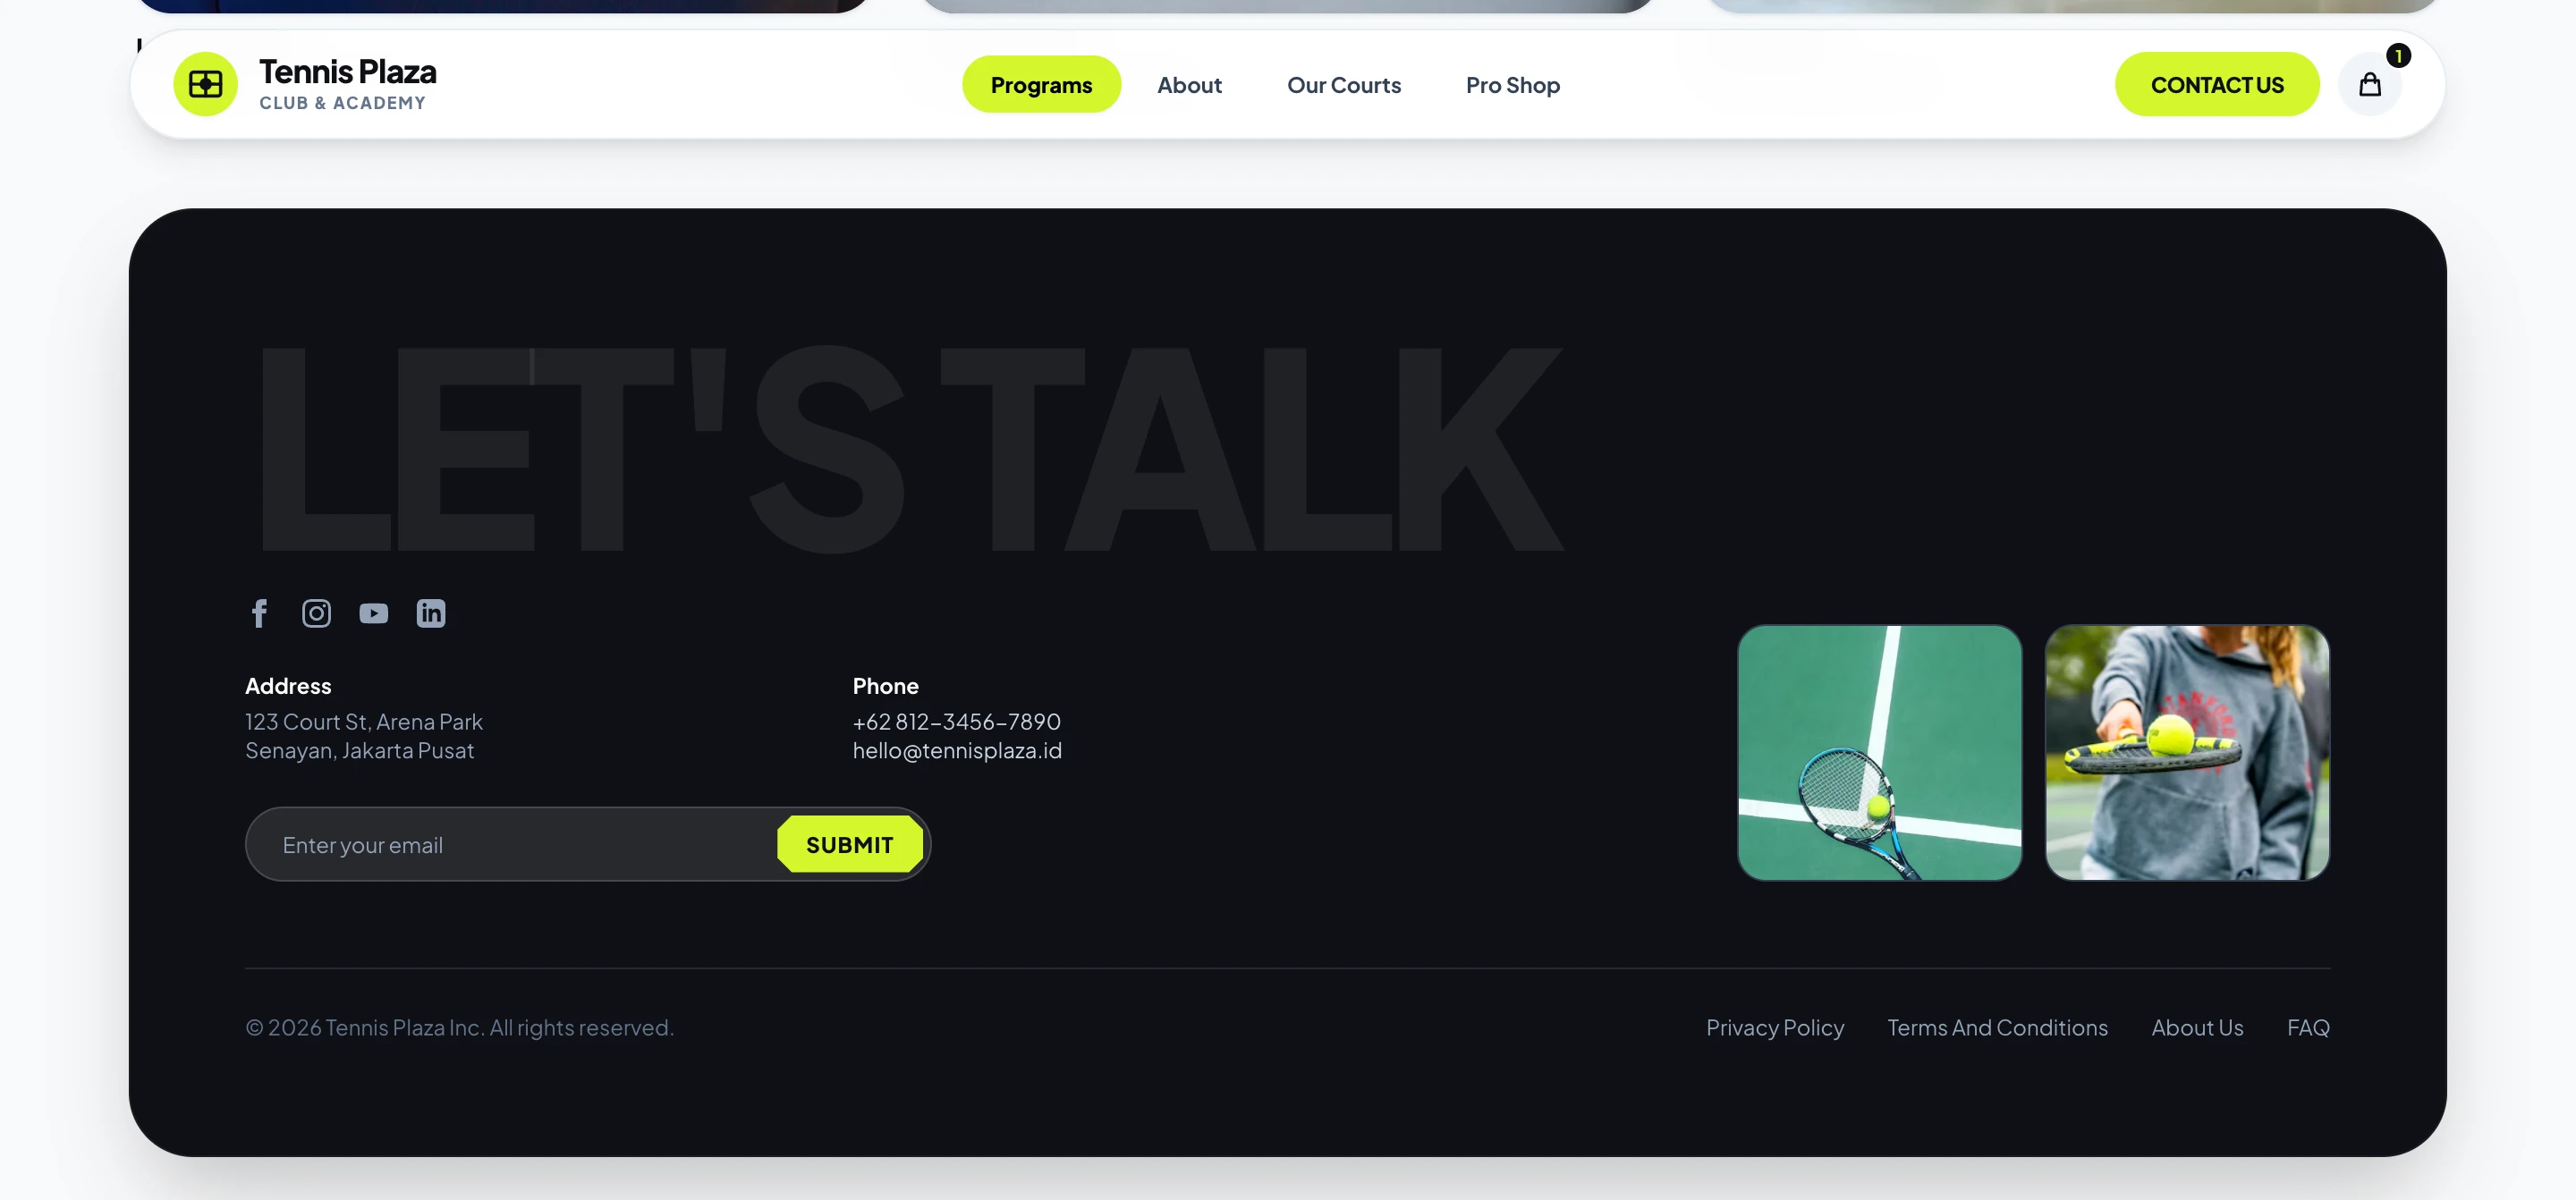 Tennis Plaza
CLUB & ACADEMY
Programs
About
Our Courts
Pro Shop
CONTACT US
1
LET'S TALK
Address
123 Court St, Arena Park
Senayan, Jakarta Pusat
Phone
+62 812-3456-7890
hello@tennisplaza.id
Enter your email
SUBMIT
© 2026 Tennis Plaza Inc. All rights reserved.
Privacy Policy
Terms And Conditions
About Us
FAQ